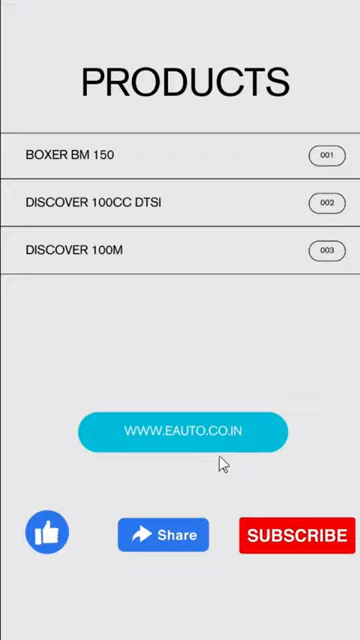 PRODUCTS
BOXER BM 150
001
DISCOVER 100CC DTSI
002
DISCOVER 100M
003
WWW.EAUTO.CO.IN
Share
SUBSCRIBE